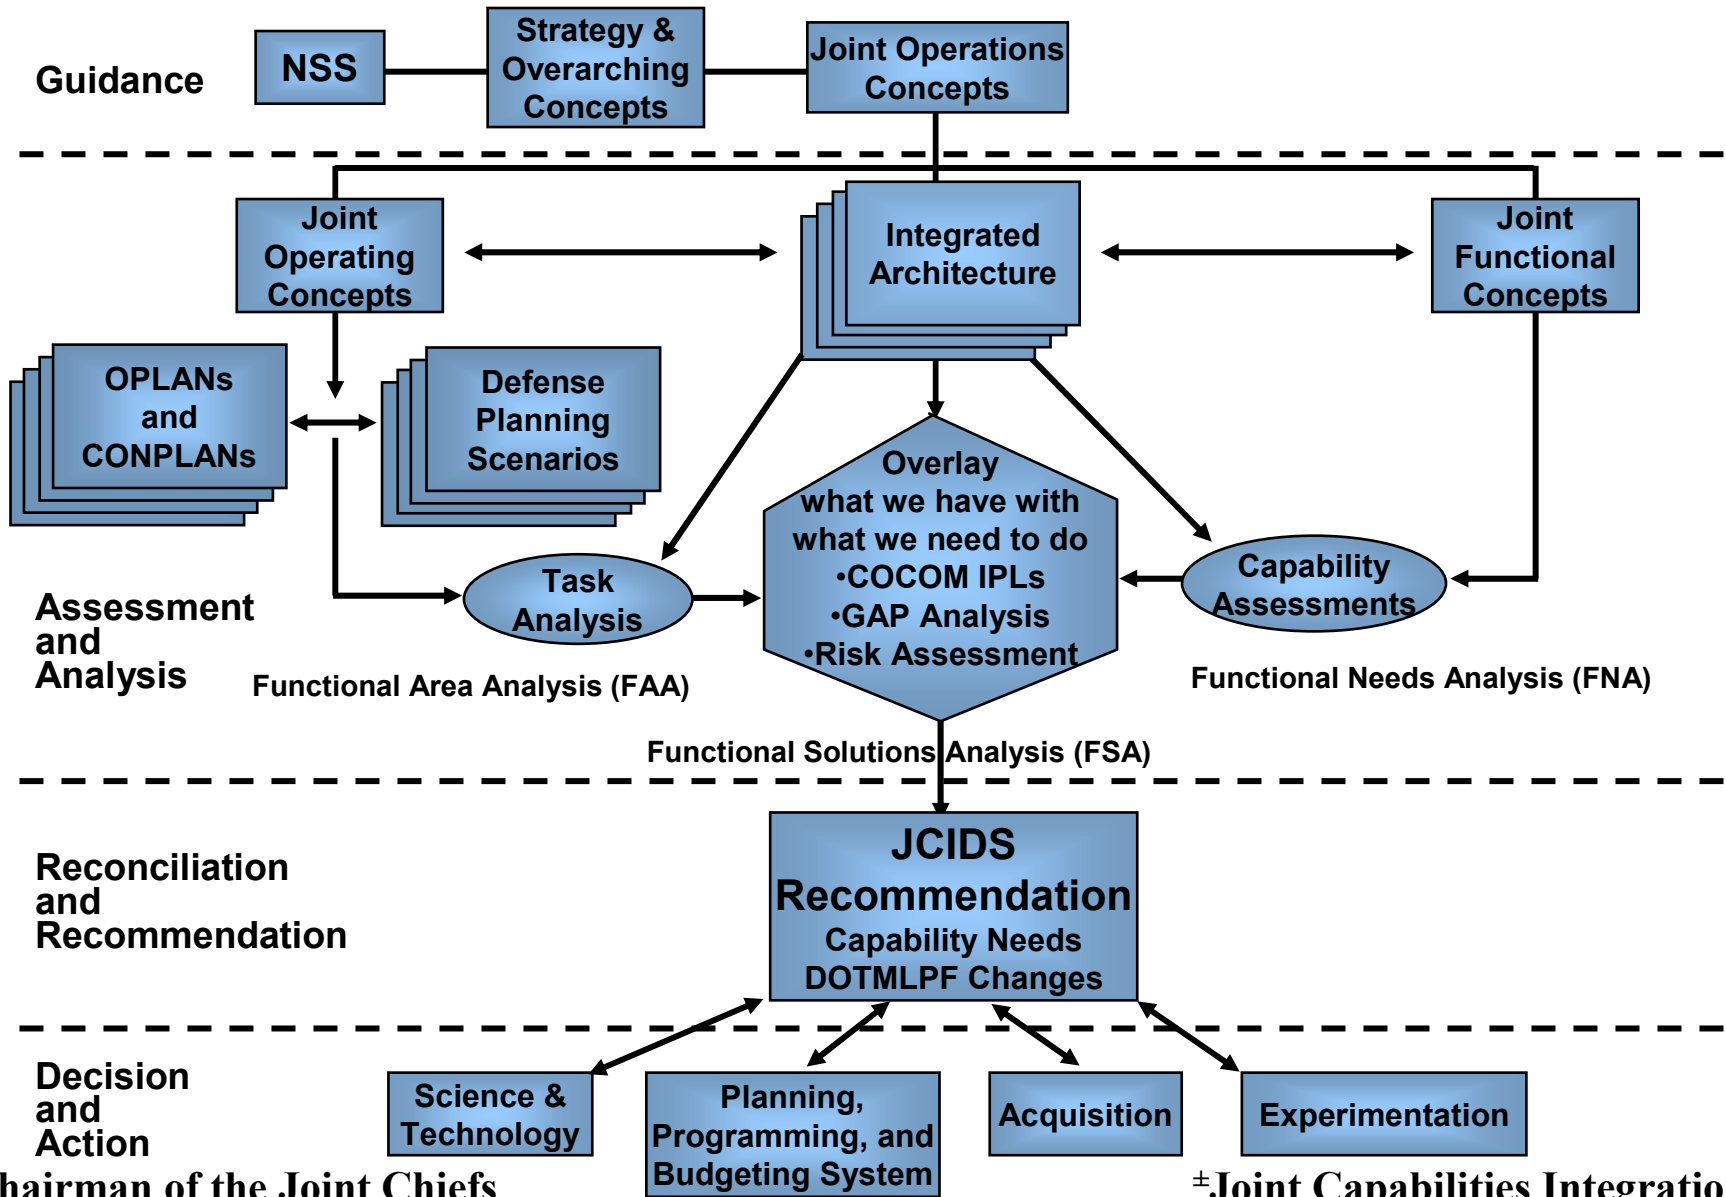 Guidance
NSS
Strategy &
Overarching
Concepts
Joint Operations
Concepts
Joint
Operating
Concepts
Integrated
Architecture
Joint
Functional
Concepts
OPLANs
and
CONPLANs
Defense
Planning
Scenarios
Overlay
what we have with
what we need to do
•COCOM IPLs
•GAP Analysis
•Risk Assessment
Task
Analysis
Capability
Assessments
Assessment
and
Analysis
Functional Area Analysis (FAA)
Functional Needs Analysis (FNA)
Functional Solutions Analysis (FSA)
Reconciliation
and
Recommendation
JCIDS
Recommendation
Capability Needs
DOTMLPF Changes
Decision
and
Action
Science &
Technology
Planning,
Programming, and
Budgeting System
Acquisition
Experimentation
of the Joint Chiefs
±Joint Capabilities